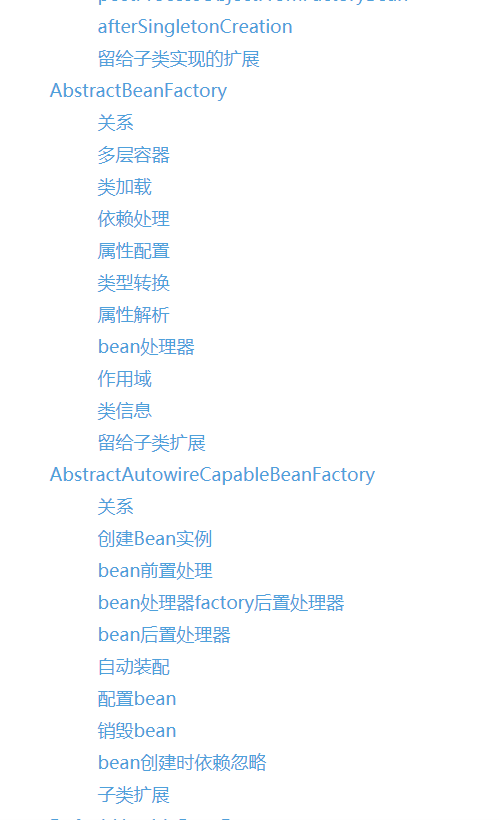 afterSingletonCreation
留给子类实现的扩展
AbstractBeanFactory
关系
多层容器
类加载
依赖处理
属性配置
类型转换
属性解析
bean处理器
作用域
类信息
留给子类扩展
AbstractAutowireCapableBeanFactory
关系
创建Bean实例
bean前置处理
bean处理器factory后置处理器
bean后置处理器
自动装配
配置bean
销毁bean
bean创建时依赖忽略
子类扩展